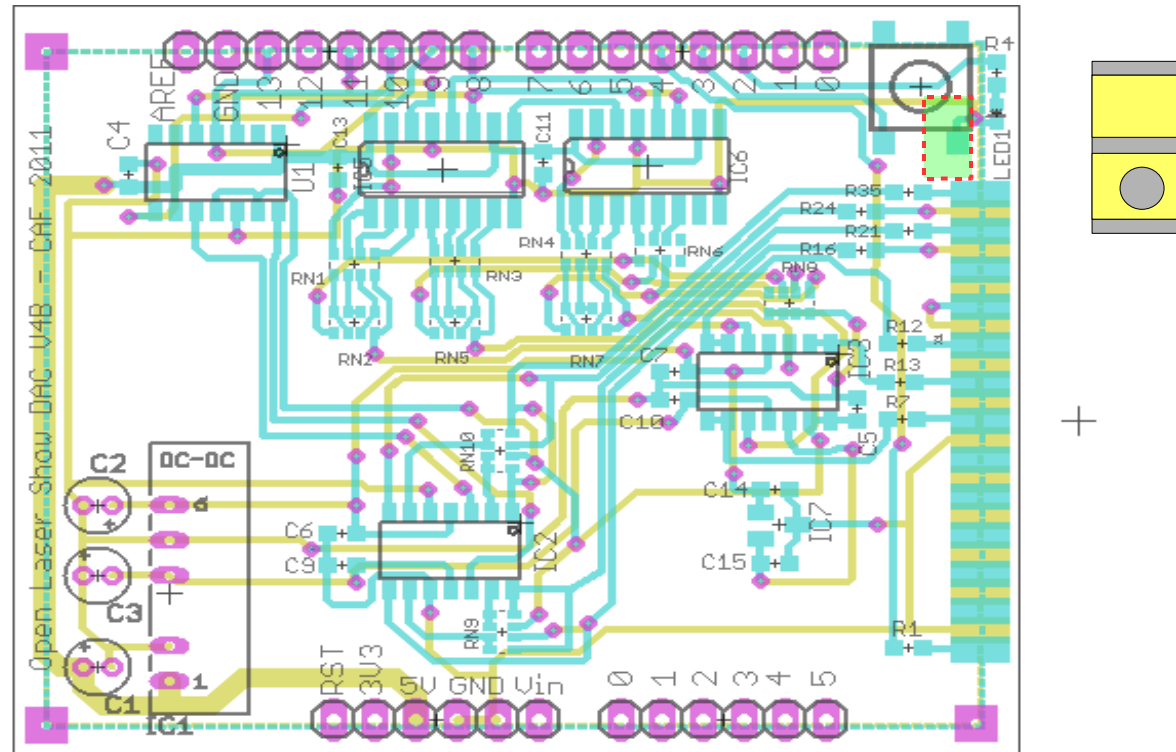 AREF
GND
13
12
11
10
9
8
7
6
5
4
3
2
1
0
R4
LED1
C4
U1
C13
IC5
C11
IC6
R35
R24
R21
R16
RN1
RN3
RN4
RN6
RN8
RN2
RN5
RN7
R12
R13
R7
C7
C10
IC3
C5
Open Laser Show DAC V4B - CAF 2011
C2
DC-DC
C3
C1
1
IC1
RN10
C6
C9
IC2
RN9
C14
C15
IC7
R1
RST
3V3
5V
GND
Vin
0
1
2
3
4
5